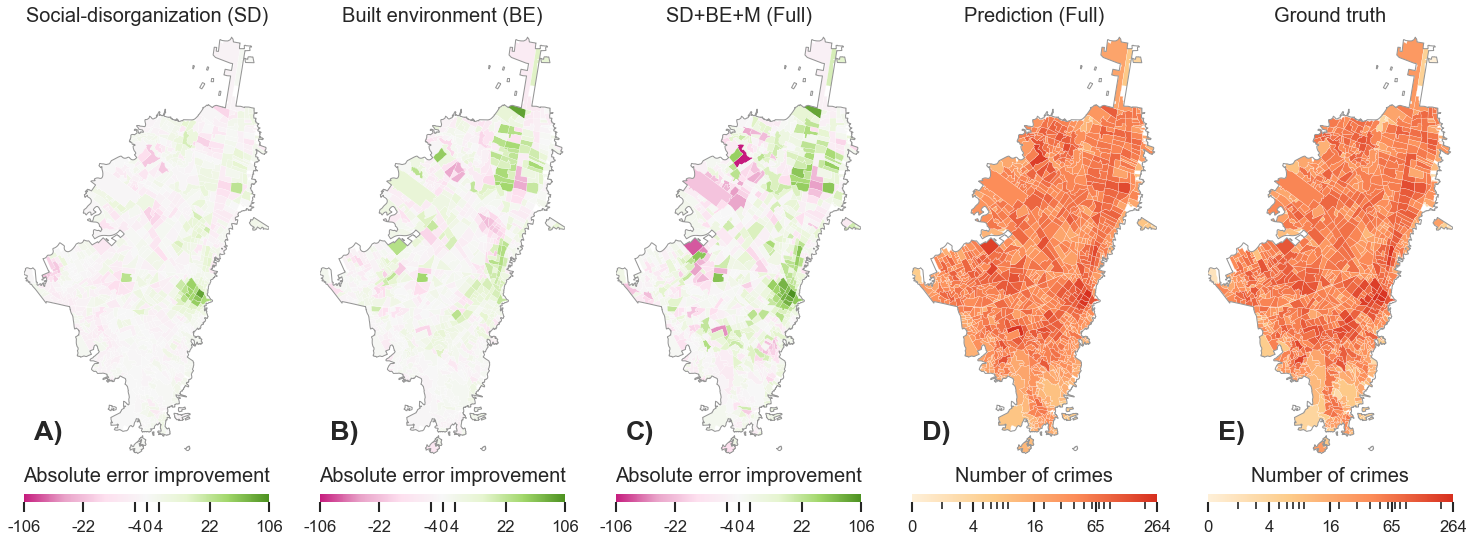 Social-disorganization (SD)
Built environment (BE)
SD+BE+M (Full)
Prediction (Full)
Ground truth
A)
B)
C)
D)
E)
Absolute error improvement
Absolute error improvement
Absolute error improvement
Number of crimes
Number of crimes
-106 -22 -4 0 4 22 106
-106 -22 -4 0 4 22 106
-106 -22 -4 0 4 22 106
0 4 16 65 264
0 4 16 65 264